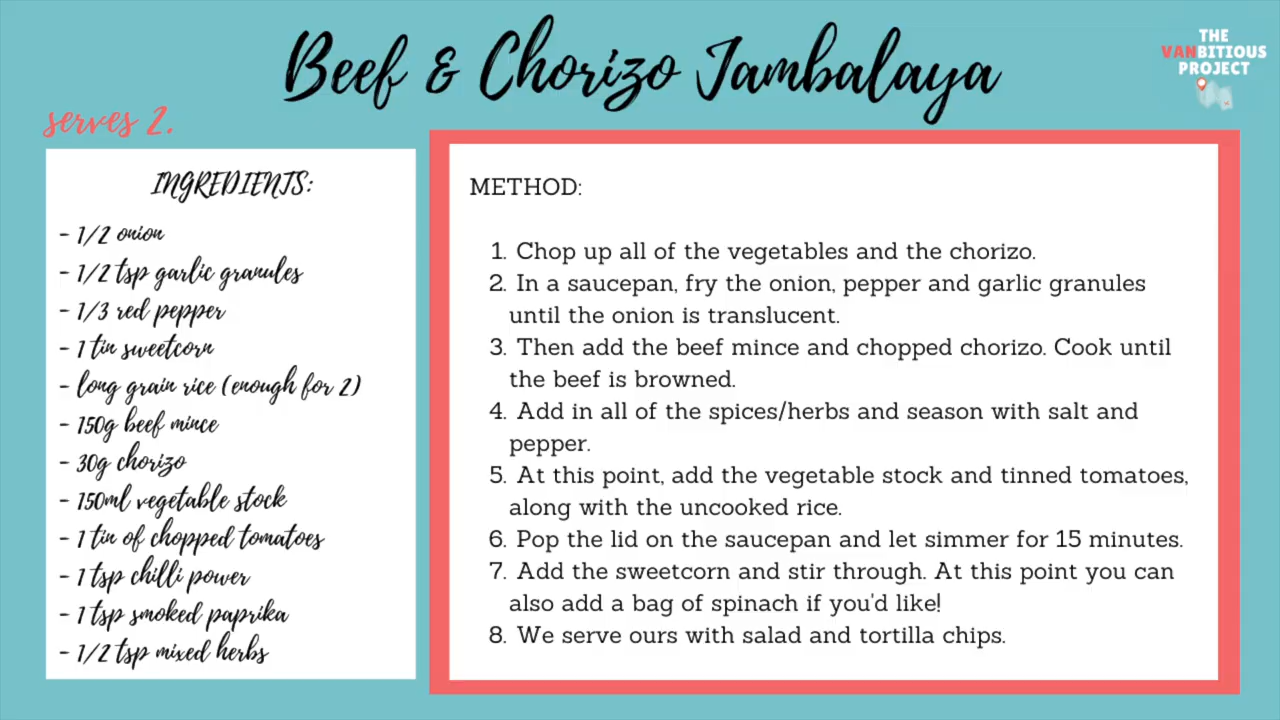 Beef & Chorizo Jambalaya
THE
VANBITIOUS
PROJECT
serves 2.
INGREDIENTS:
- 1/2 onion
- 1/2 tsp garlic granules
- 1/3 red pepper
- 1 tin sweetcorn
- long grain rice (enough for 2)
- 150g beef mince
- 30g chorizo
- 150ml vegetable stock
- 1 tin of chopped tomatoes
- 1 tsp chilli power
- 1 tsp smoked paprika
- 1/2 tsp mixed herbs
METHOD:
1. Chop up all of the vegetables and the chorizo.
2. In a saucepan, fry the onion, pepper and garlic granules
until the onion is translucent.
3. Then add the beef mince and chopped chorizo. Cook until
the beef is browned.
4. Add in all of the spices/herbs and season with salt and
pepper.
5. At this point, add the vegetable stock and tinned tomatoes,
along with the uncooked rice.
6. Pop the lid on the saucepan and let simmer for 15 minutes.
7. Add the sweetcorn and stir through. At this point you can
also add a bag of spinach if you'd like!
8. We serve ours with salad and tortilla chips.